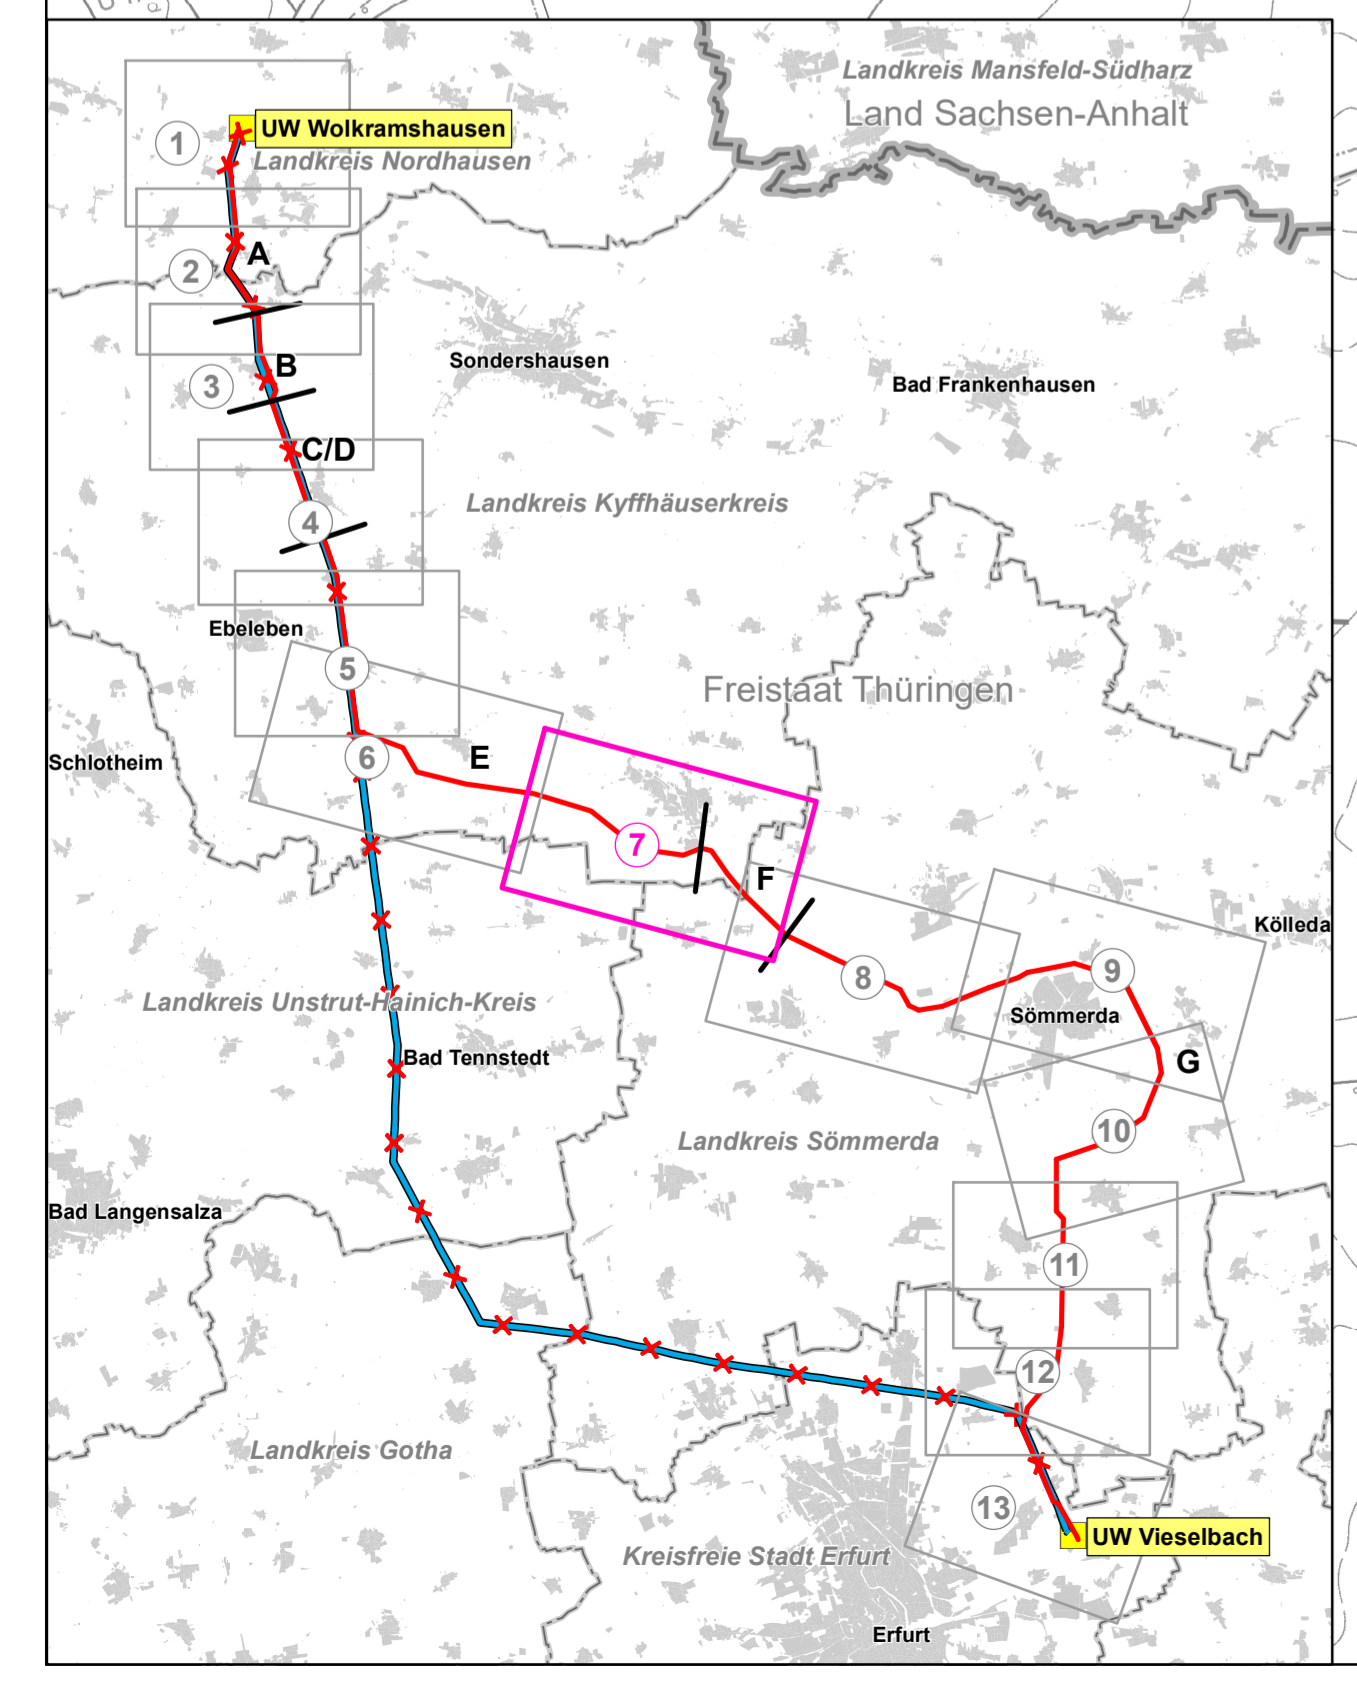 Landkreis Mansfeld-Südharz
Land Sachsen-Anhalt
UW Wolkramshausen
1
Landkreis Nordhausen
A
2
Sondershausen
B
3
Bad Frankenhausen
C/D
Landkreis Kyffhäuserkreis
4
Ebeleben
5
Freistaat Thüringen
Schlotheim
6
E
7
F
Kölleda
8
9
Landkreis Unstrut-Hainich-Kreis
Sömmerda
Bad Tennstedt
G
10
Landkreis Sömmerda
Bad Langensalza
11
12
Landkreis Gotha
13
UW Vieselbach
Kreisfreie Stadt Erfurt
Erfurt